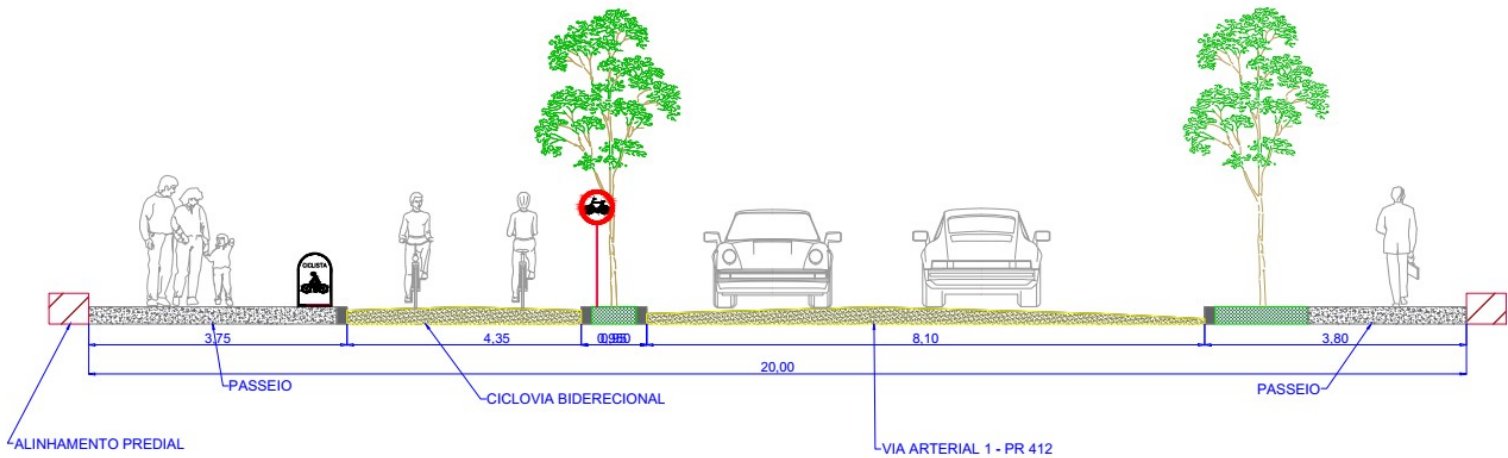 CICLISTA
3,75
4,35
8,10
3,80
20,00
PASSEIO
PASSEIO
CICLOVIA BIDERECIONAL
ALINHAMENTO PREDIAL
VIA ARTERIAL 1 - PR 412